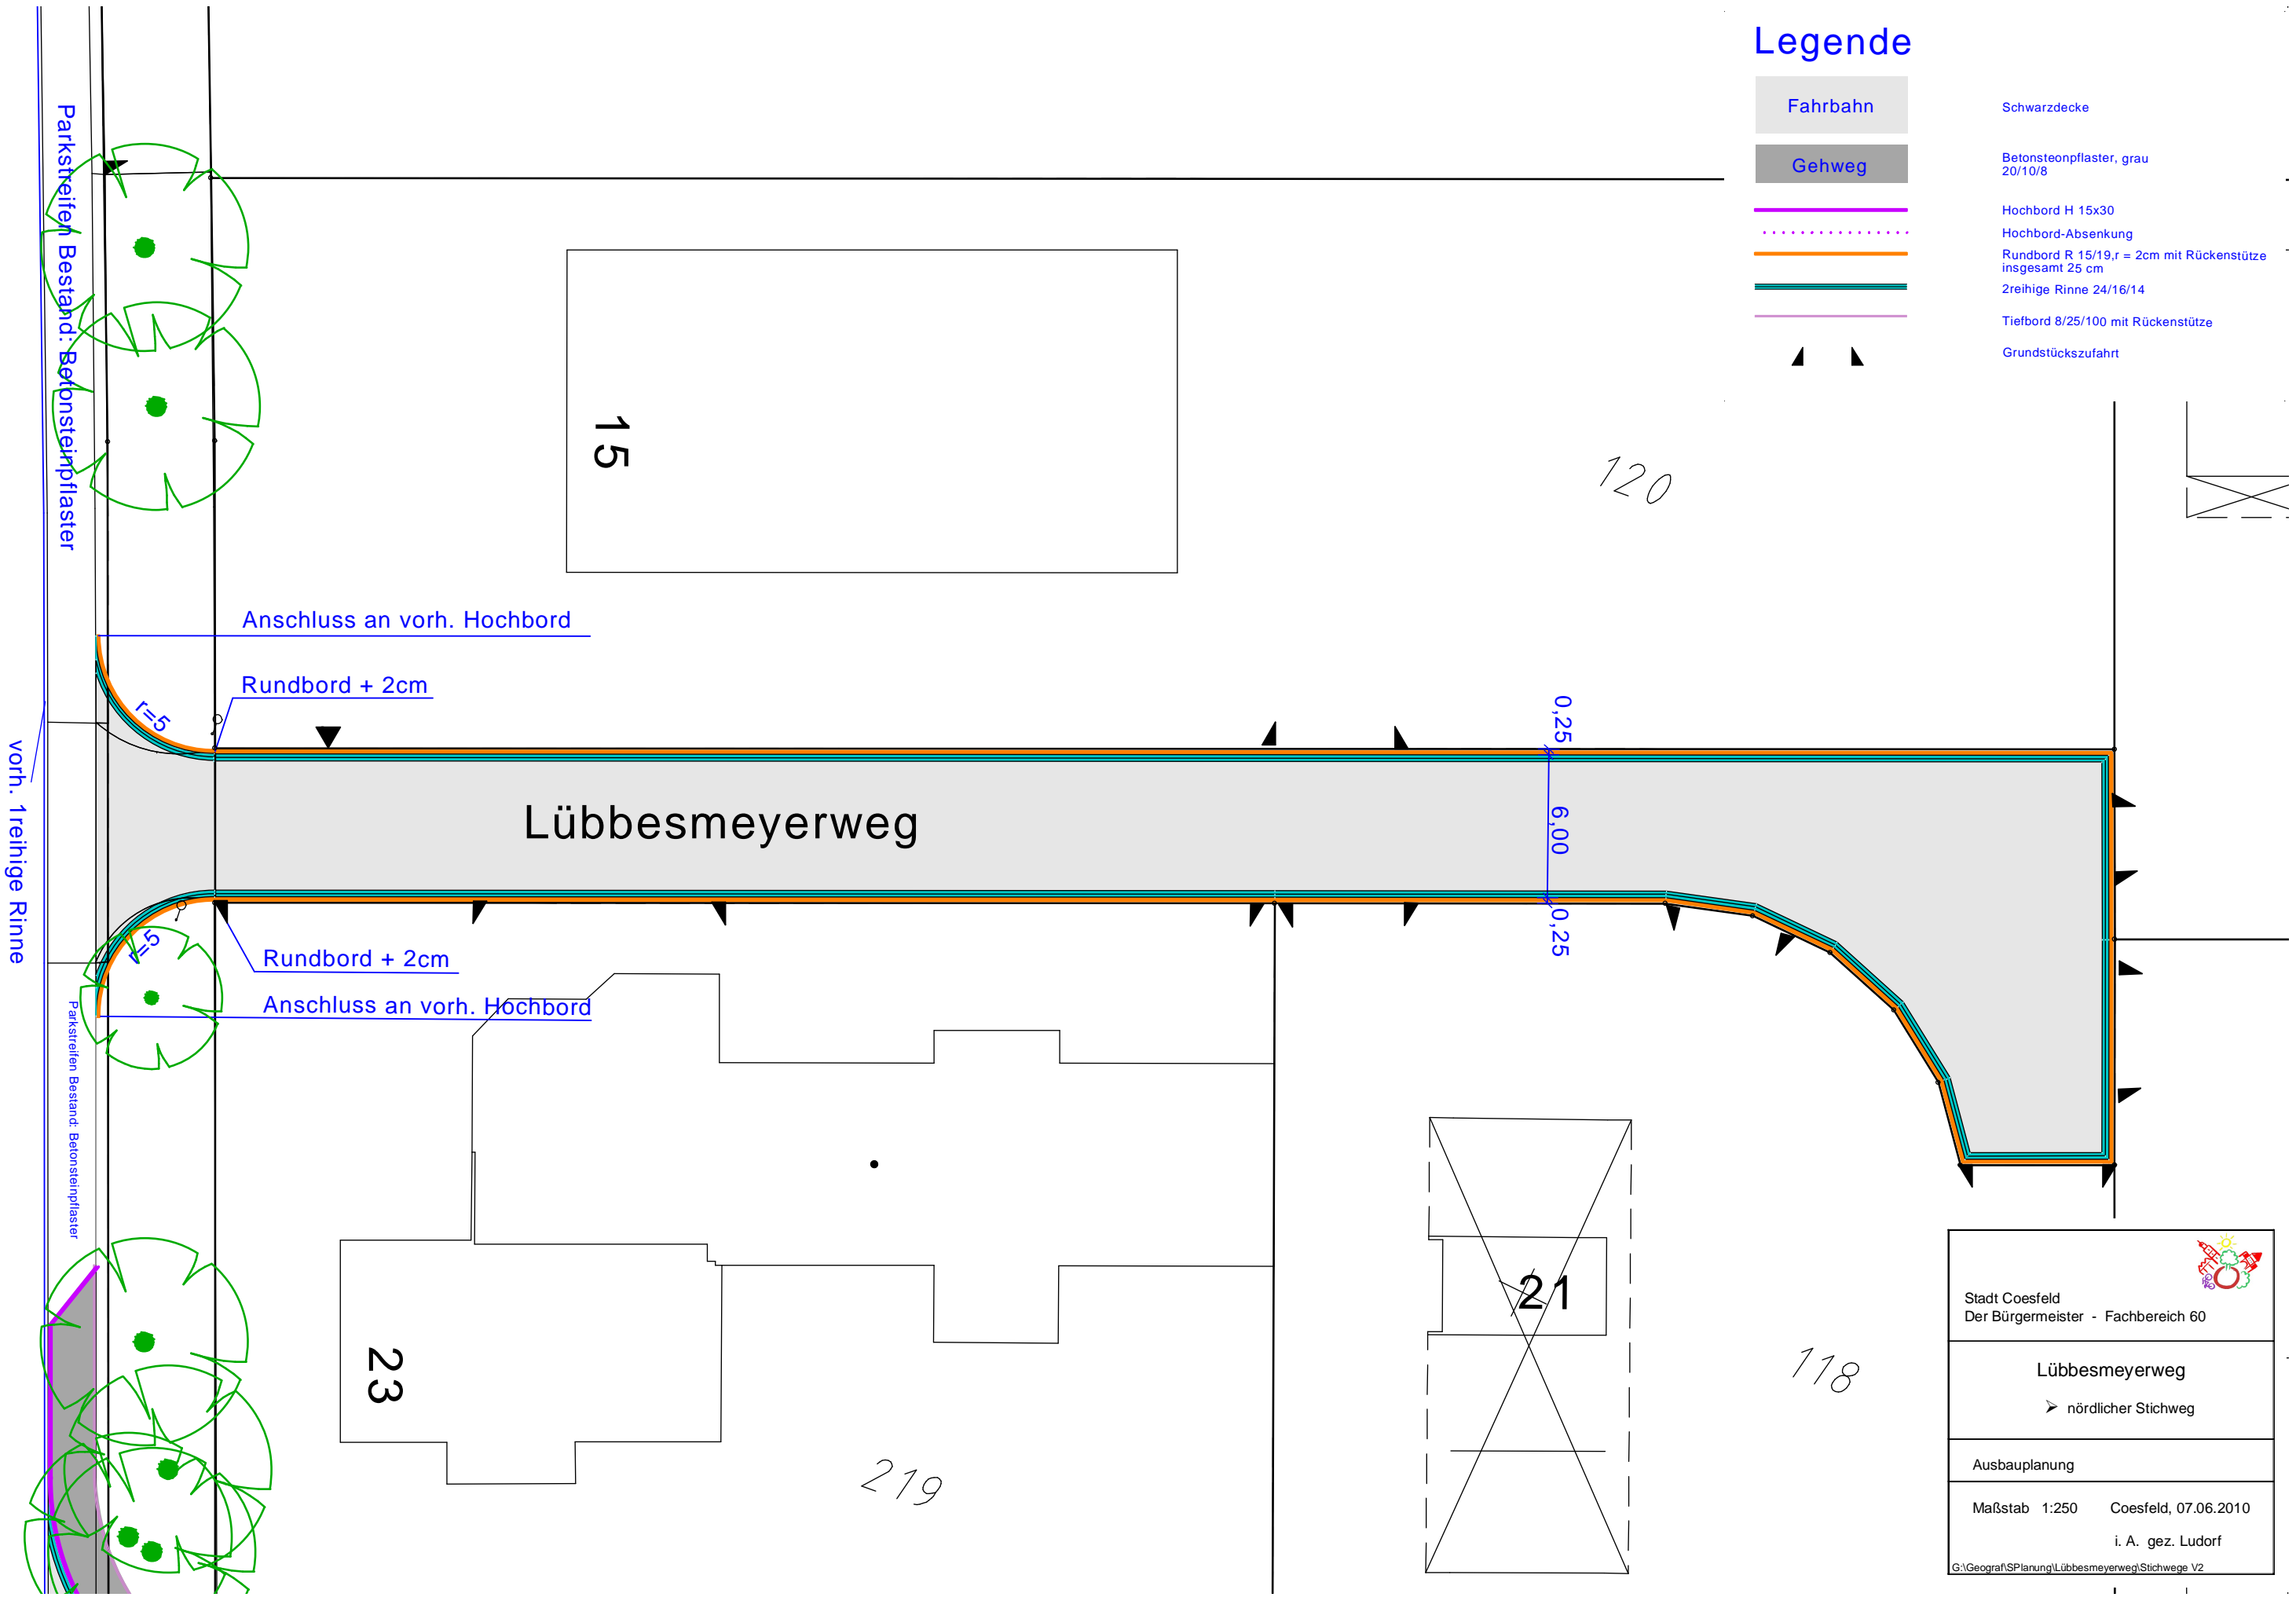 Legende
Fahrbahn
Schwarzdecke
Gehweg
Betonsteonpflaster, grau
20/10/8
Hochbord H 15x30
Hochbord-Absenkung
Rundbord R 15/19,r = 2cm mit Rückenstütze
insgesamt 25 cm
2reihige Rinne 24/16/14
Tiefbord 8/25/100 mit Rückenstütze
Grundstückszufahrt
Parkstreifen Bestand: Betonsteinpflaster
15
120
Anschluss an vorh. Hochbord
Rundbord + 2cm
r=5
vorh. 1reihige Rinne
Lübbesmeyerweg
0,25
6,00
0,25
r=5
Rundbord + 2cm
Anschluss an vorh. Hochbord
Parkstreifen Bestand: Betonsteinpflaster
23
21
219
118
Stadt Coesfeld
Der Bürgermeister - Fachbereich 60
Lübbesmeyerweg
➢ nördlicher Stichweg
Ausbauplanung
Maßstab 1:250 Coesfeld, 07.06.2010
i. A. gez. Ludorf
G:\Geograf\SPlanung\Lübbesmeyerweg\Stichwege V2